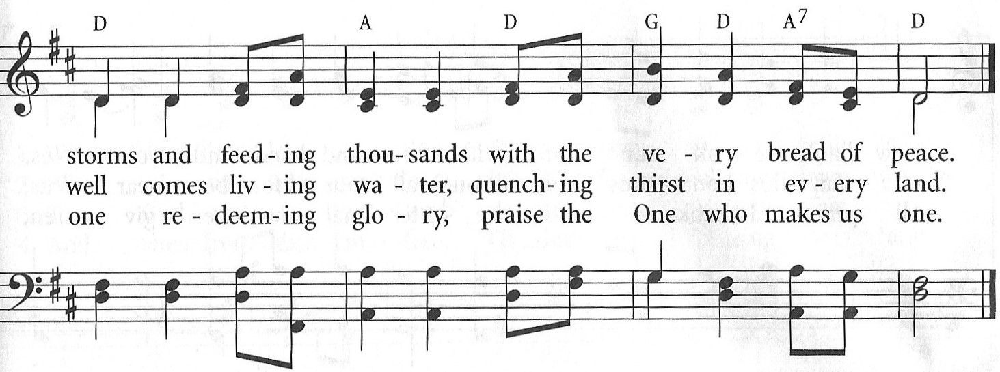 D A D G D A7 D
storms and feed- ing thou- sands with the ve - ry bread of peace.
well comes liv - ing wa - ter, quench- ing thirst in ev - ery land.
one re - deem- ing glo - ry, praise the One who makes us one.